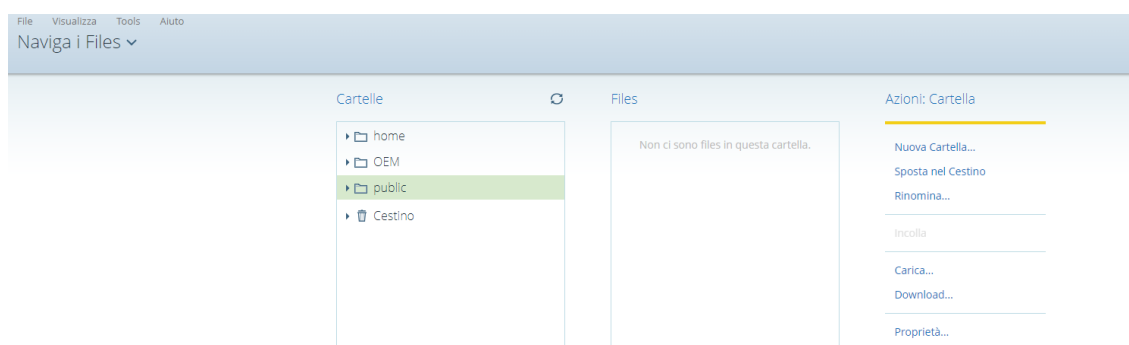 File Visualizza Tools Aiuto
Naviga i Files
Cartelle
home
OEM
public
Cestino
Files
Non ci sono files in questa cartella.
Azioni: Cartella
Nuova Cartella...
Sposta nel Cestino
Rinomina...
Incolla
Carica...
Download...
Proprietà...